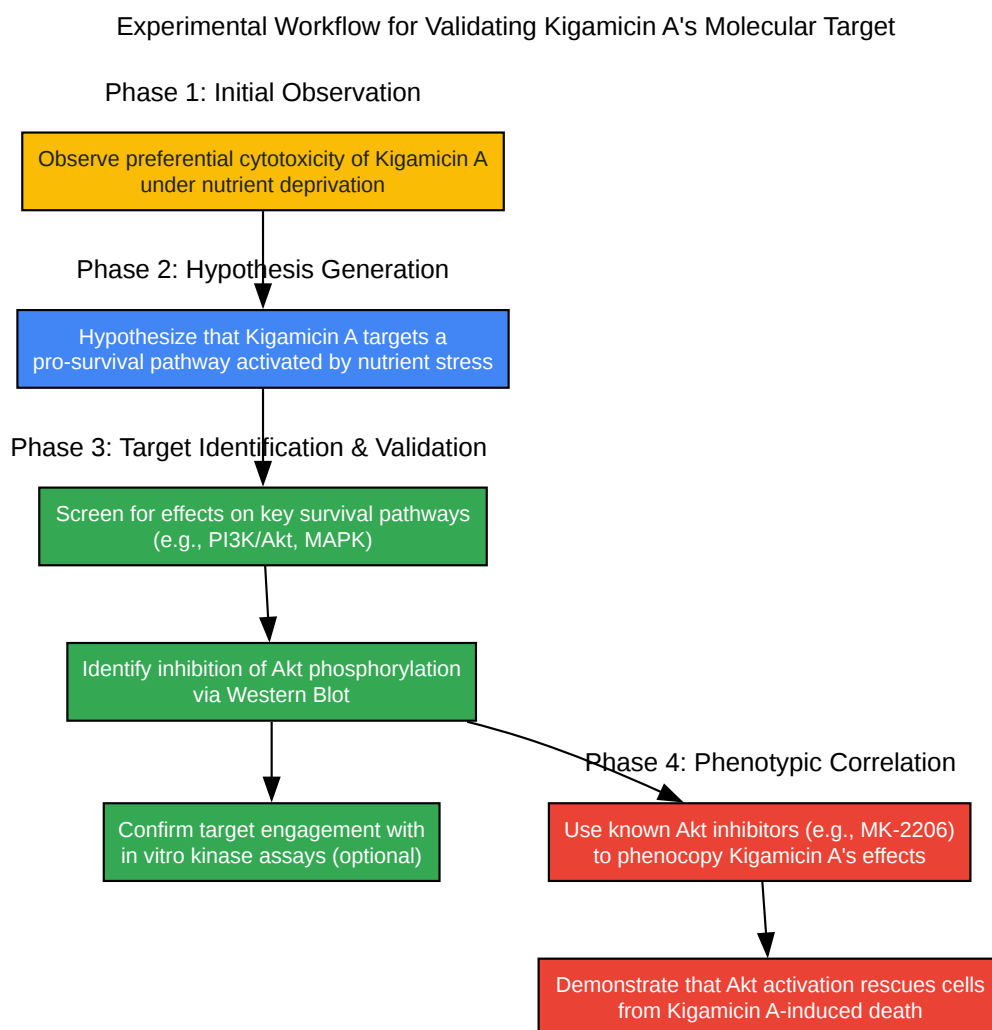 Experimental Workflow for Validating Kigamicin A's Molecular Target
Phase 1: Initial Observation
Observe preferential cytotoxicity of Kigamicin A
under nutrient deprivation
Phase 2: Hypothesis Generation
Hypothesize that Kigamicin A targets a
pro-survival pathway activated by nutrient stress
Phase 3: Target Identification & Validation
Screen for effects on key survival pathways
(e.g., PI3K/Akt, MAPK)
Identify inhibition of Akt phosphorylation
via Western Blot
Confirm target engagement with
in vitro kinase assays (optional)
Phase 4: Phenotypic Correlation
Use known Akt inhibitors (e.g., MK-2206)
to phenocopy Kigamicin A's effects
Demonstrate that Akt activation rescues cells
from Kigamicin A-induced death